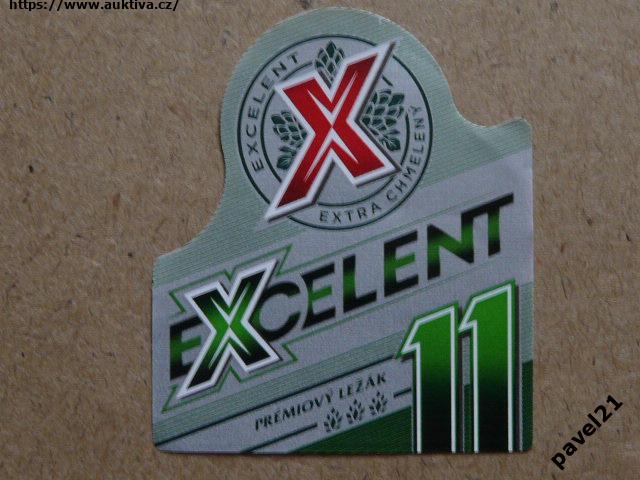 https://www.auktiva.cz/
EXCELENT
X
EXTRA CHMELENÝ
EXCELENT
11
PRÉMIOVÝ LEŽÁK
pavel21